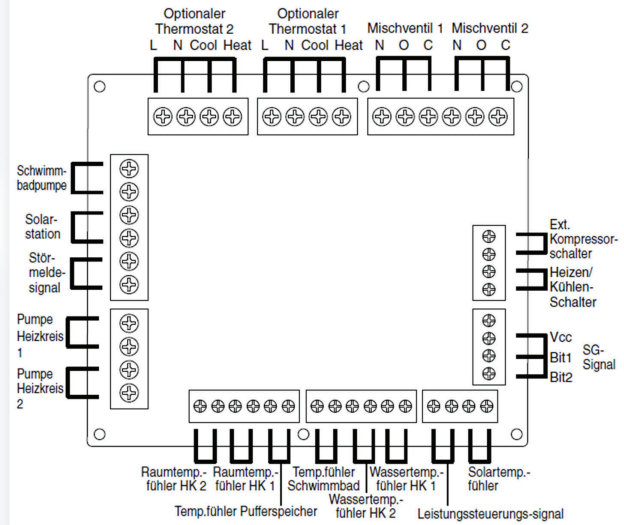 Optionaler
Thermostat 2
L N Cool Heat
Optionaler
Thermostat 1
L N Cool Heat
Mischventil 1 Mischventil 2
N O C N O C
Schwimm-
badpumpe
Solar-
station
Stör-
melde-
signal
Pumpe
Heizkreis
1
Pumpe
Heizkreis
2
Ext.
Kompressor-
schalter
Heizen/
Kühlen-
Schalter
Vcc
Bit1
Bit2
SG-
Signal
Raumtemp.-
fühler HK 2
Raumtemp.-
fühler HK 1
Temp.fühler Pufferspeicher
Temp.fühler
Schwimmbad
Wassertemp.-
fühler HK 2
Wassertemp.-
fühler HK 1
Leistungssteuerungs-signal
Solartemp.-
fühler